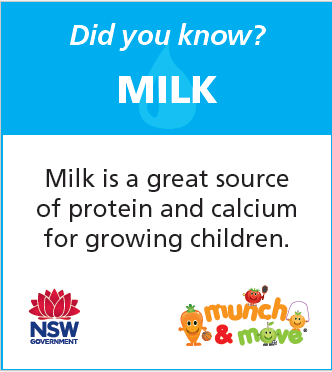 Did you know?
MILK
Milk is a great source
of protein and calcium
for growing children.
NSW
GOVERNMENT
munch
& move